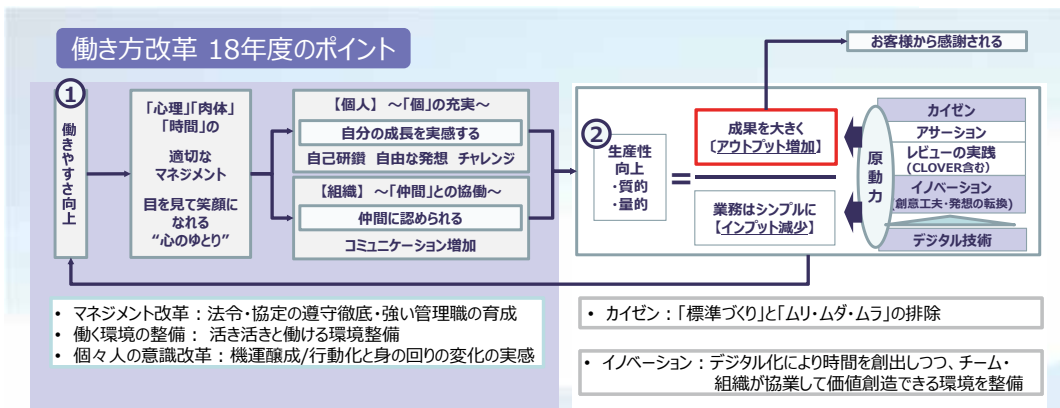 働き方改革 18年度のポイント
お客様から感謝される
①
働きやすさ向上
「心理」「肉体」
「時間」の
適切な
マネジメント
目を見て笑顔に
なれる
“心のゆとり”
【個人】 ～「個」の充実～
自分の成長を実感する
自己研鑽 自由な発想 チャレンジ
【組織】 ～「仲間」との協働～
仲間に認められる
コミュニケーション増加
②
生産性
向上
・質的
・量的
=
成果を大きく
〔アウトプット増加〕
業務はシンプルに
【インプット減少】
原動力
カイゼン
アサーション
レビューの実践
(CLOVER含む)
イノベーション
(創意工夫・発想の転換)
デジタル技術
• マネジメント改革：法令・協定の遵守徹底・強い管理職の育成
• 働く環境の整備： 活き活きと働ける環境整備
• 個々人の意識改革：機運醸成/行動化と身の回りの変化の実感
• カイゼン：「標準づくり」と「ムリ・ムダ・ムラ」の排除
• イノベーション：デジタル化により時間を創出しつつ、チーム・
組織が協業して価値創造できる環境を整備